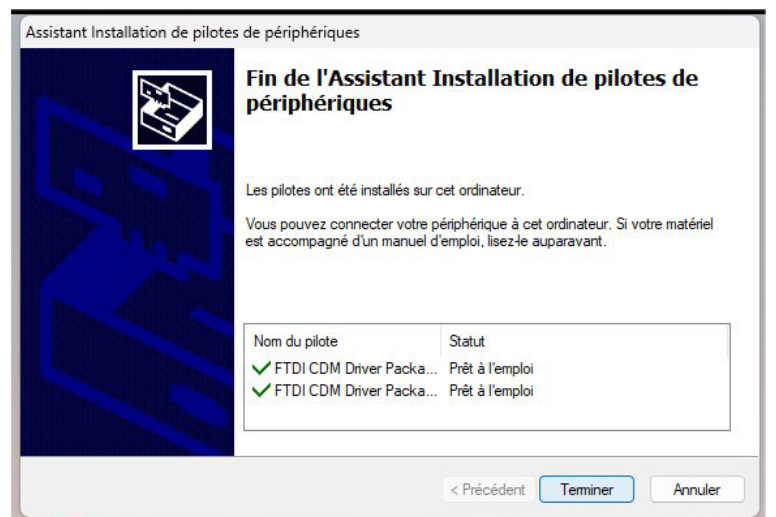 Assistant Installation de pilotes de périphériques
Fin de l'Assistant Installation de pilotes de
périphériques
Les pilotes ont été installés sur cet ordinateur.
Vous pouvez connecter votre périphérique à cet ordinateur. Si votre matériel
est accompagné d'un manuel d'emploi, lisez-le auparavant.
Nom du pilote Statut
FTDI CDM Driver Packa... Prêt à l'emploi
FTDI CDM Driver Packa... Prêt à l'emploi
< Précédent Terminer Annuler